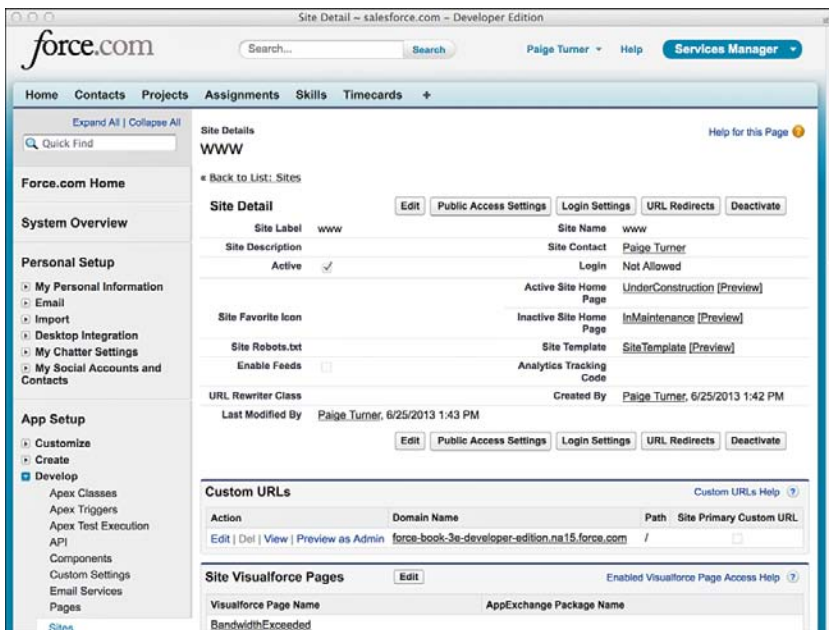 Site Detail ~ salesforce.com – Developer Edition
force.com
Search...
Search
Paige Turner
Help
Services Manager
Home Contacts Projects Assignments Skills Timecards +
Expand All | Collapse All
Quick Find
Force.com Home
System Overview
Personal Setup
My Personal Information
Email
Import
Desktop Integration
My Chatter Settings
My Social Accounts and
Contacts
App Setup
Customize
Create
Develop
Apex Classes
Apex Triggers
Apex Test Execution
API
Components
Custom Settings
Email Services
Pages
Sites
Site Details
www
Help for this Page
« Back to List: Sites
Site Detail
Edit Public Access Settings Login Settings URL Redirects Deactivate
Site Label www Site Name www
Site Description Site Contact Paige Turner
Active Login Not Allowed
Active Site Home
Page UnderConstruction [Preview]
Site Favorite Icon Inactive Site Home
Page InMaintenance [Preview]
Site Robots.txt Site Template SiteTemplate [Preview]
Enable Feeds Analytics Tracking
Code
URL Rewriter Class Created By Paige Turner, 6/25/2013 1:42 PM
Last Modified By Paige Turner, 6/25/2013 1:43 PM
Edit Public Access Settings Login Settings URL Redirects Deactivate
Custom URLs Custom URLs Help ?
Action Domain Name Path Site Primary Custom URL
Edit | Del | View | Preview as Admin force-book-3e-developer-edition.na15.force.com /
Site Visualforce Pages Edit Enabled Visualforce Page Access Help ?
Visualforce Page Name AppExchange Package Name
BandwidthExceeded